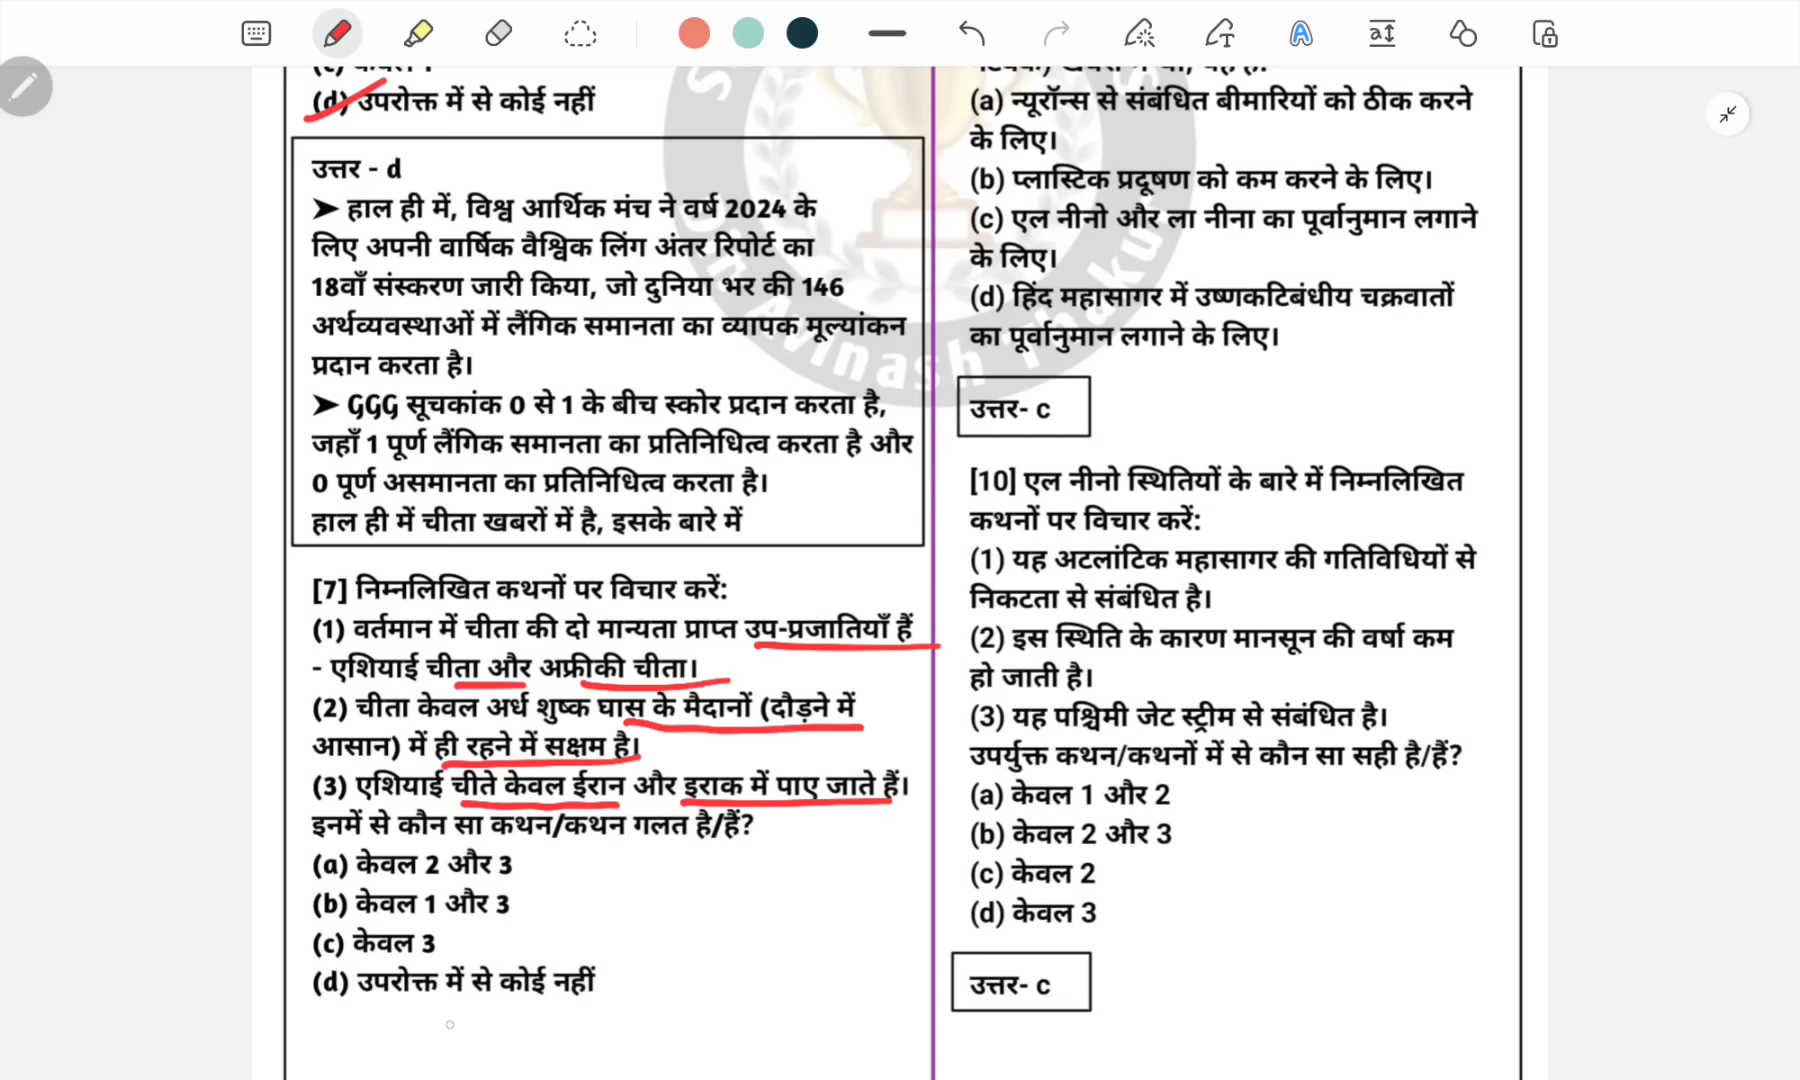 (d) उपरोक्त में से कोई नहीं
उत्तर - d
➤ हाल ही में, विश्व आर्थिक मंच ने वर्ष 2024 के
लिए अपनी वार्षिक वैश्विक लिंग अंतर रिपोर्ट का
18वाँ संस्करण जारी किया, जो दुनिया भर की 146
अर्थव्यवस्थाओं में लैंगिक समानता का व्यापक मूल्यांकन
प्रदान करता है।
➤ GGG सूचकांक 0 से 1 के बीच स्कोर प्रदान करता है,
जहाँ 1 पूर्ण लैंगिक समानता का प्रतिनिधित्व करता है और
0 पूर्ण असमानता का प्रतिनिधित्व करता है।
हाल ही में चीता खबरों में है, इसके बारे में
[7] निम्नलिखित कथनों पर विचार करें:
(1) वर्तमान में चीता की दो मान्यता प्राप्त उप-प्रजातियाँ हैं
- एशियाई चीता और अफ्रीकी चीता।
(2) चीता केवल अर्ध शुष्क घास के मैदानों (दौड़ने में
आसान) में ही रहने में सक्षम है।
(3) एशियाई चीते केवल ईरान और इराक में पाए जाते हैं।
इनमें से कौन सा कथन/कथन गलत है/हैं?
(a) केवल 2 और 3
(b) केवल 1 और 3
(c) केवल 3
(d) उपरोक्त में से कोई नहीं
(a) न्यूरॉन्स से संबंधित बीमारियों को ठीक करने
के लिए।
(b) प्लास्टिक प्रदूषण को कम करने के लिए।
(c) एल नीनो और ला नीना का पूर्वानुमान लगाने
के लिए।
(d) हिंद महासागर में उष्णकटिबंधीय चक्रवातों
का पूर्वानुमान लगाने के लिए।
उत्तर- c
[10] एल नीनो स्थितियों के बारे में निम्नलिखित
कथनों पर विचार करें:
(1) यह अटलांटिक महासागर की गतिविधियों से
निकटता से संबंधित है।
(2) इस स्थिति के कारण मानसून की वर्षा कम
हो जाती है।
(3) यह पश्चिमी जेट स्ट्रीम से संबंधित है।
उपर्युक्त कथन/कथनों में से कौन सा सही है/हैं?
(a) केवल 1 और 2
(b) केवल 2 और 3
(c) केवल 2
(d) केवल 3
उत्तर- c
Avinash Thakur